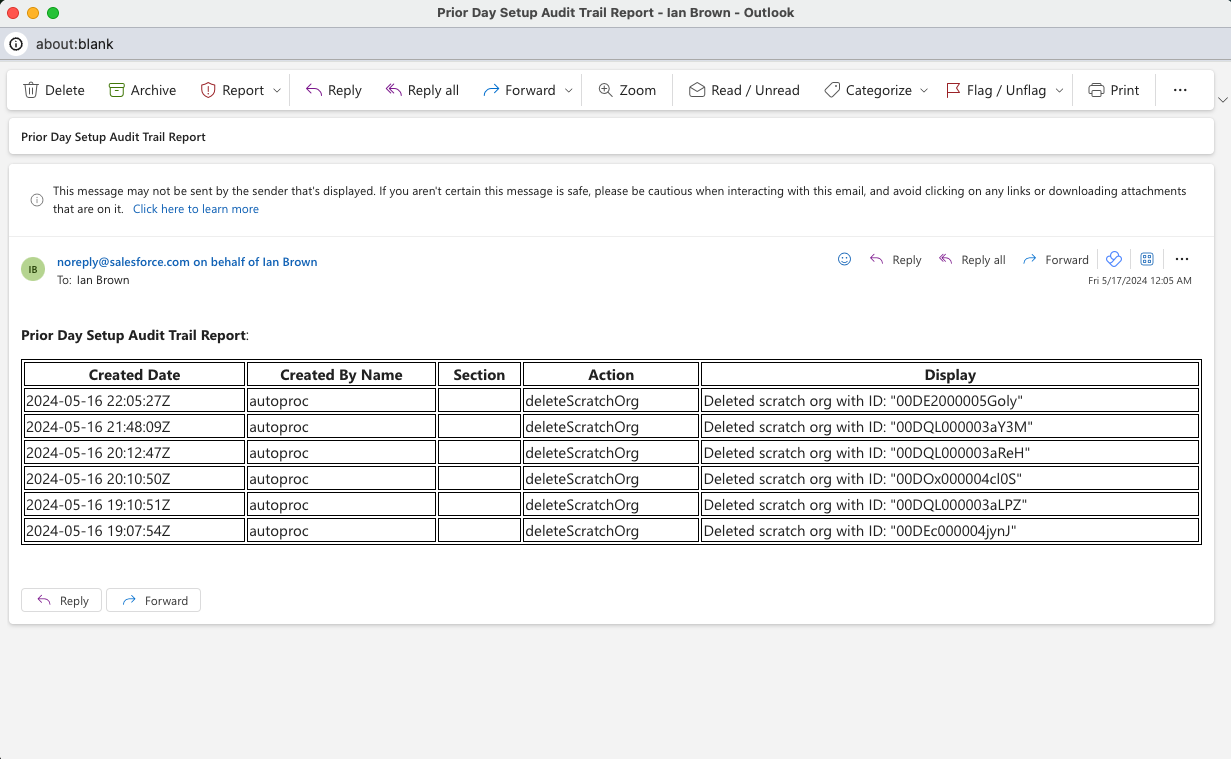 Prior Day Setup Audit Trail Report - Ian Brown - Outlook
about:blank
Delete Archive Report Reply Reply all Forward Zoom Read / Unread Categorize Flag / Unflag Print ...
Prior Day Setup Audit Trail Report
This message may not be sent by the sender that's displayed. If you aren't certain this message is safe, please be cautious when interacting with this email, and avoid clicking on any links or downloading attachments
that are on it. Click here to learn more
IB
noreply@salesforce.com on behalf of Ian Brown
Reply Reply all Forward ...
To: Ian Brown
Fri 5/17/2024 12:05 AM
Prior Day Setup Audit Trail Report:
Created Date Created By Name Section Action Display
2024-05-16 22:05:27Z autoproc deleteScratchOrg Deleted scratch org with ID: "00DE2000005Goly"
2024-05-16 21:48:09Z autoproc deleteScratchOrg Deleted scratch org with ID: "00DQL000003aY3M"
2024-05-16 20:12:47Z autoproc deleteScratchOrg Deleted scratch org with ID: "00DQL000003aReH"
2024-05-16 20:10:50Z autoproc deleteScratchOrg Deleted scratch org with ID: "00DOx000004cl0S"
2024-05-16 19:10:51Z autoproc deleteScratchOrg Deleted scratch org with ID: "00DQL000003aLPZ"
2024-05-16 19:07:54Z autoproc deleteScratchOrg Deleted scratch org with ID: "00DEc000004jynJ"
Reply Forward